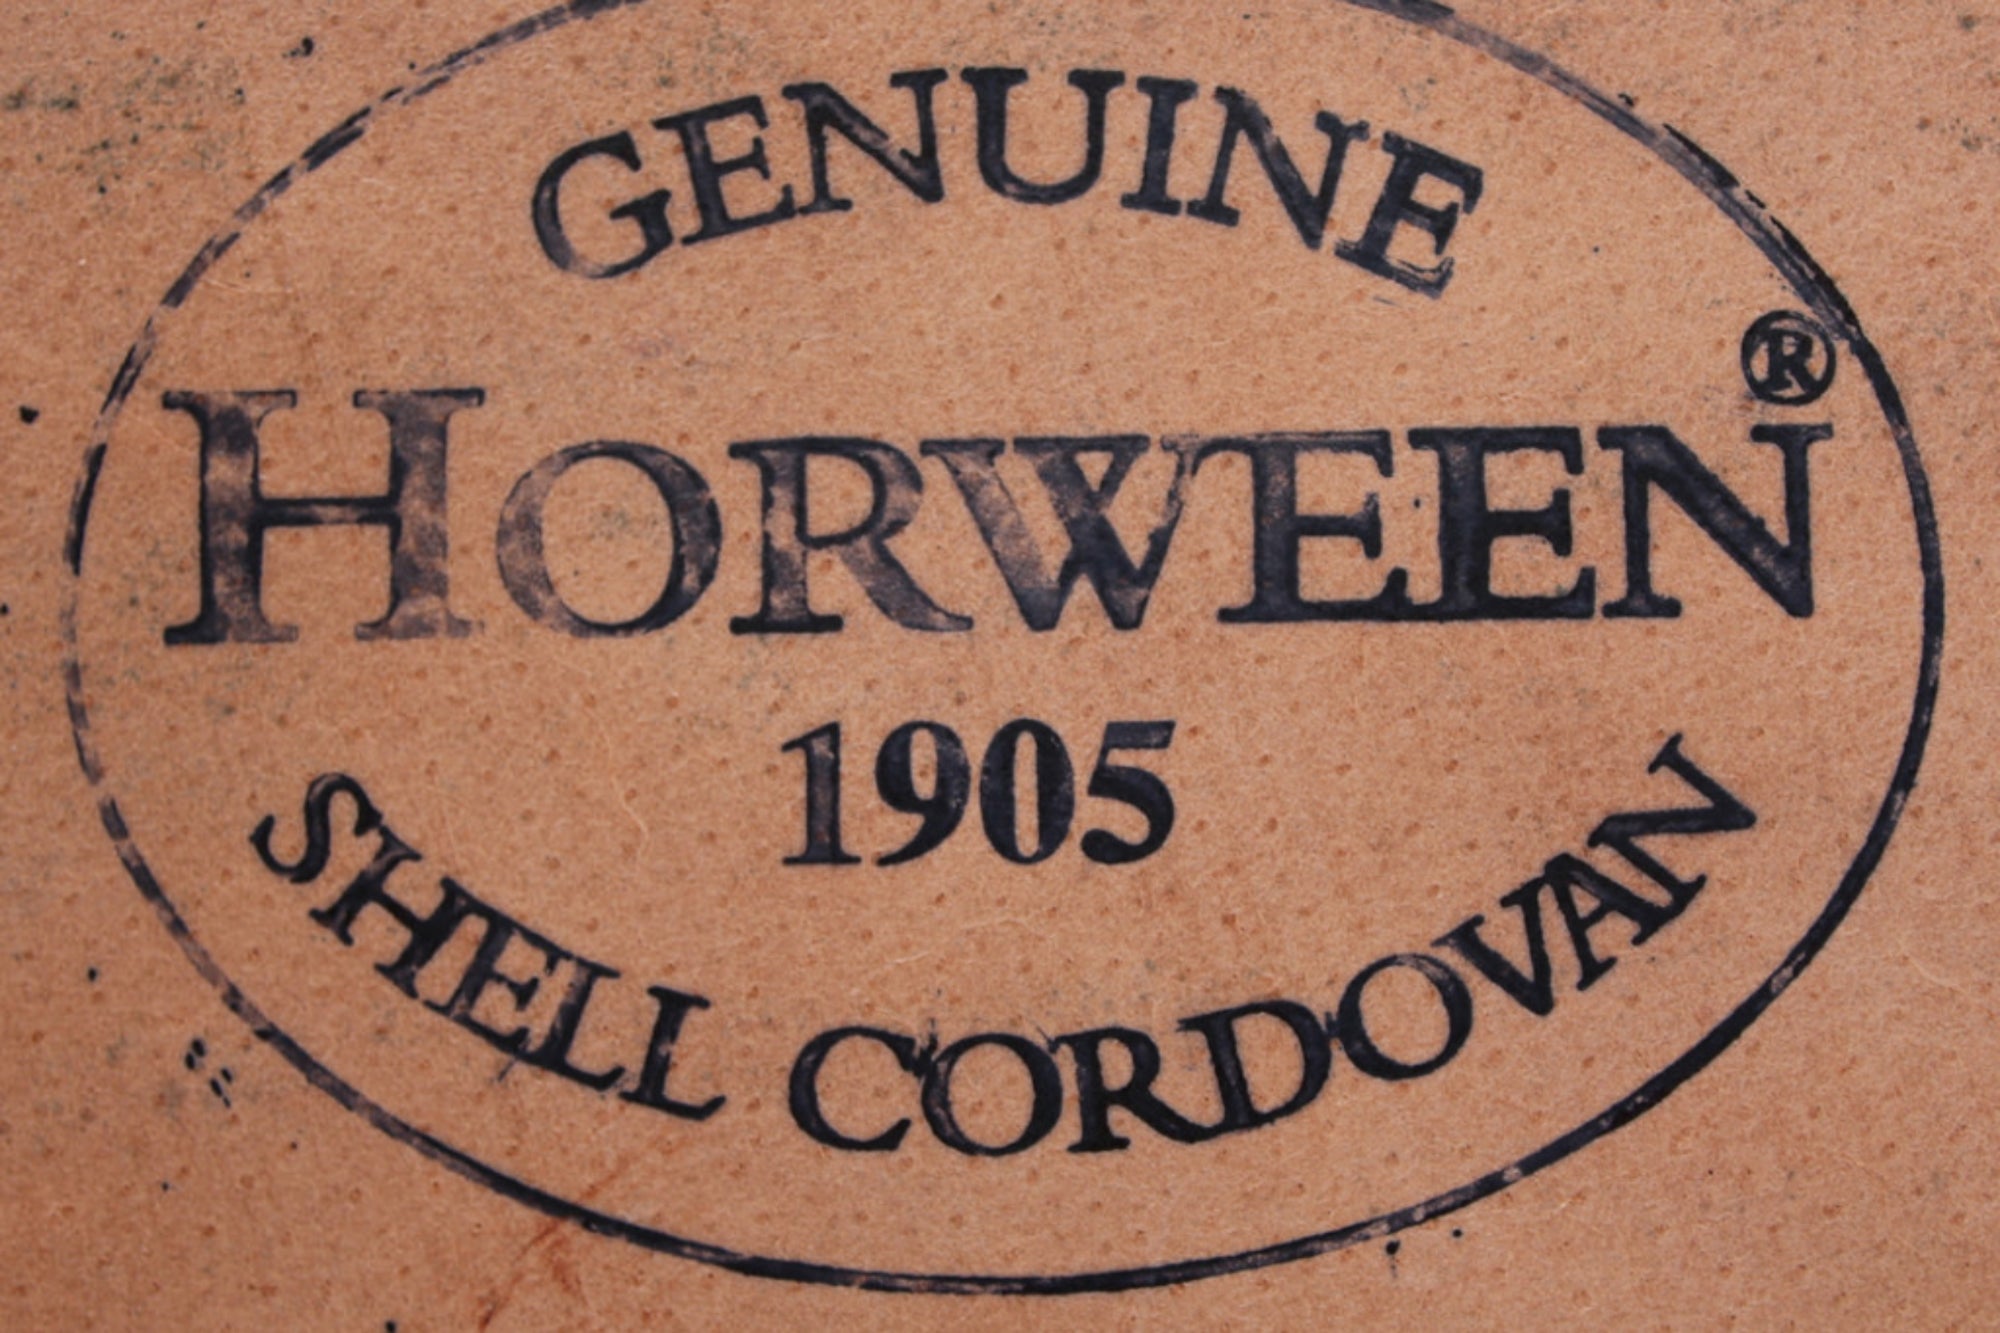 GENUINE
HORWEEN®
1905
SHELL CORDOVAN